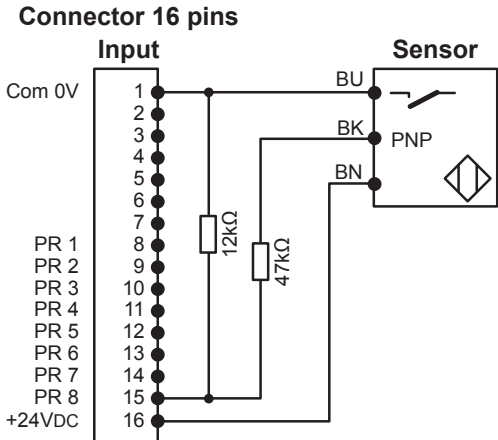 Connector 16 pins
Input
Sensor
Com 0V
1
2
3
4
5
6
7
PR 1 8
PR 2 9
PR 3 10
PR 4 11
PR 5 12
PR 6 13
PR 7 14
PR 8 15
+24VDC 16
12kΩ
47kΩ
BU
BK
PNP
BN